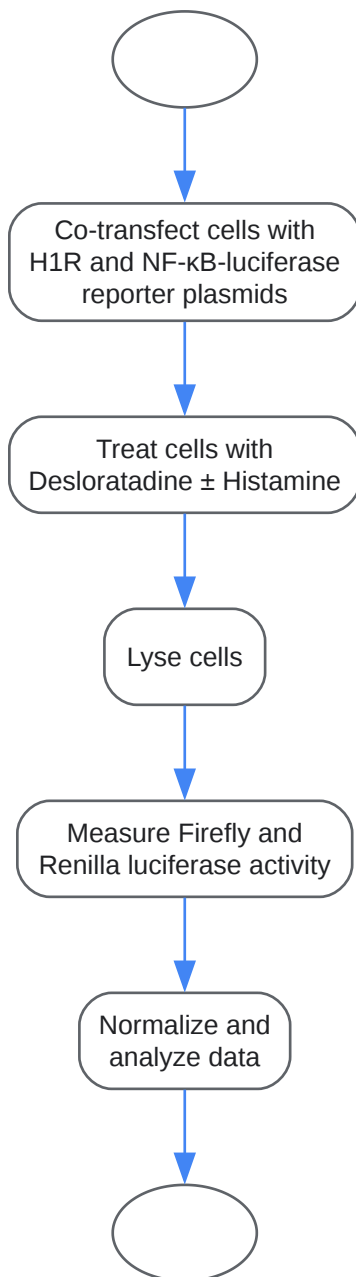 Co-transfect cells with
H1R and NF-κB-luciferase
reporter plasmids
Treat cells with
Desloratadine ± Histamine
Lyse cells
Measure Firefly and
Renilla luciferase activity
Normalize and
analyze data